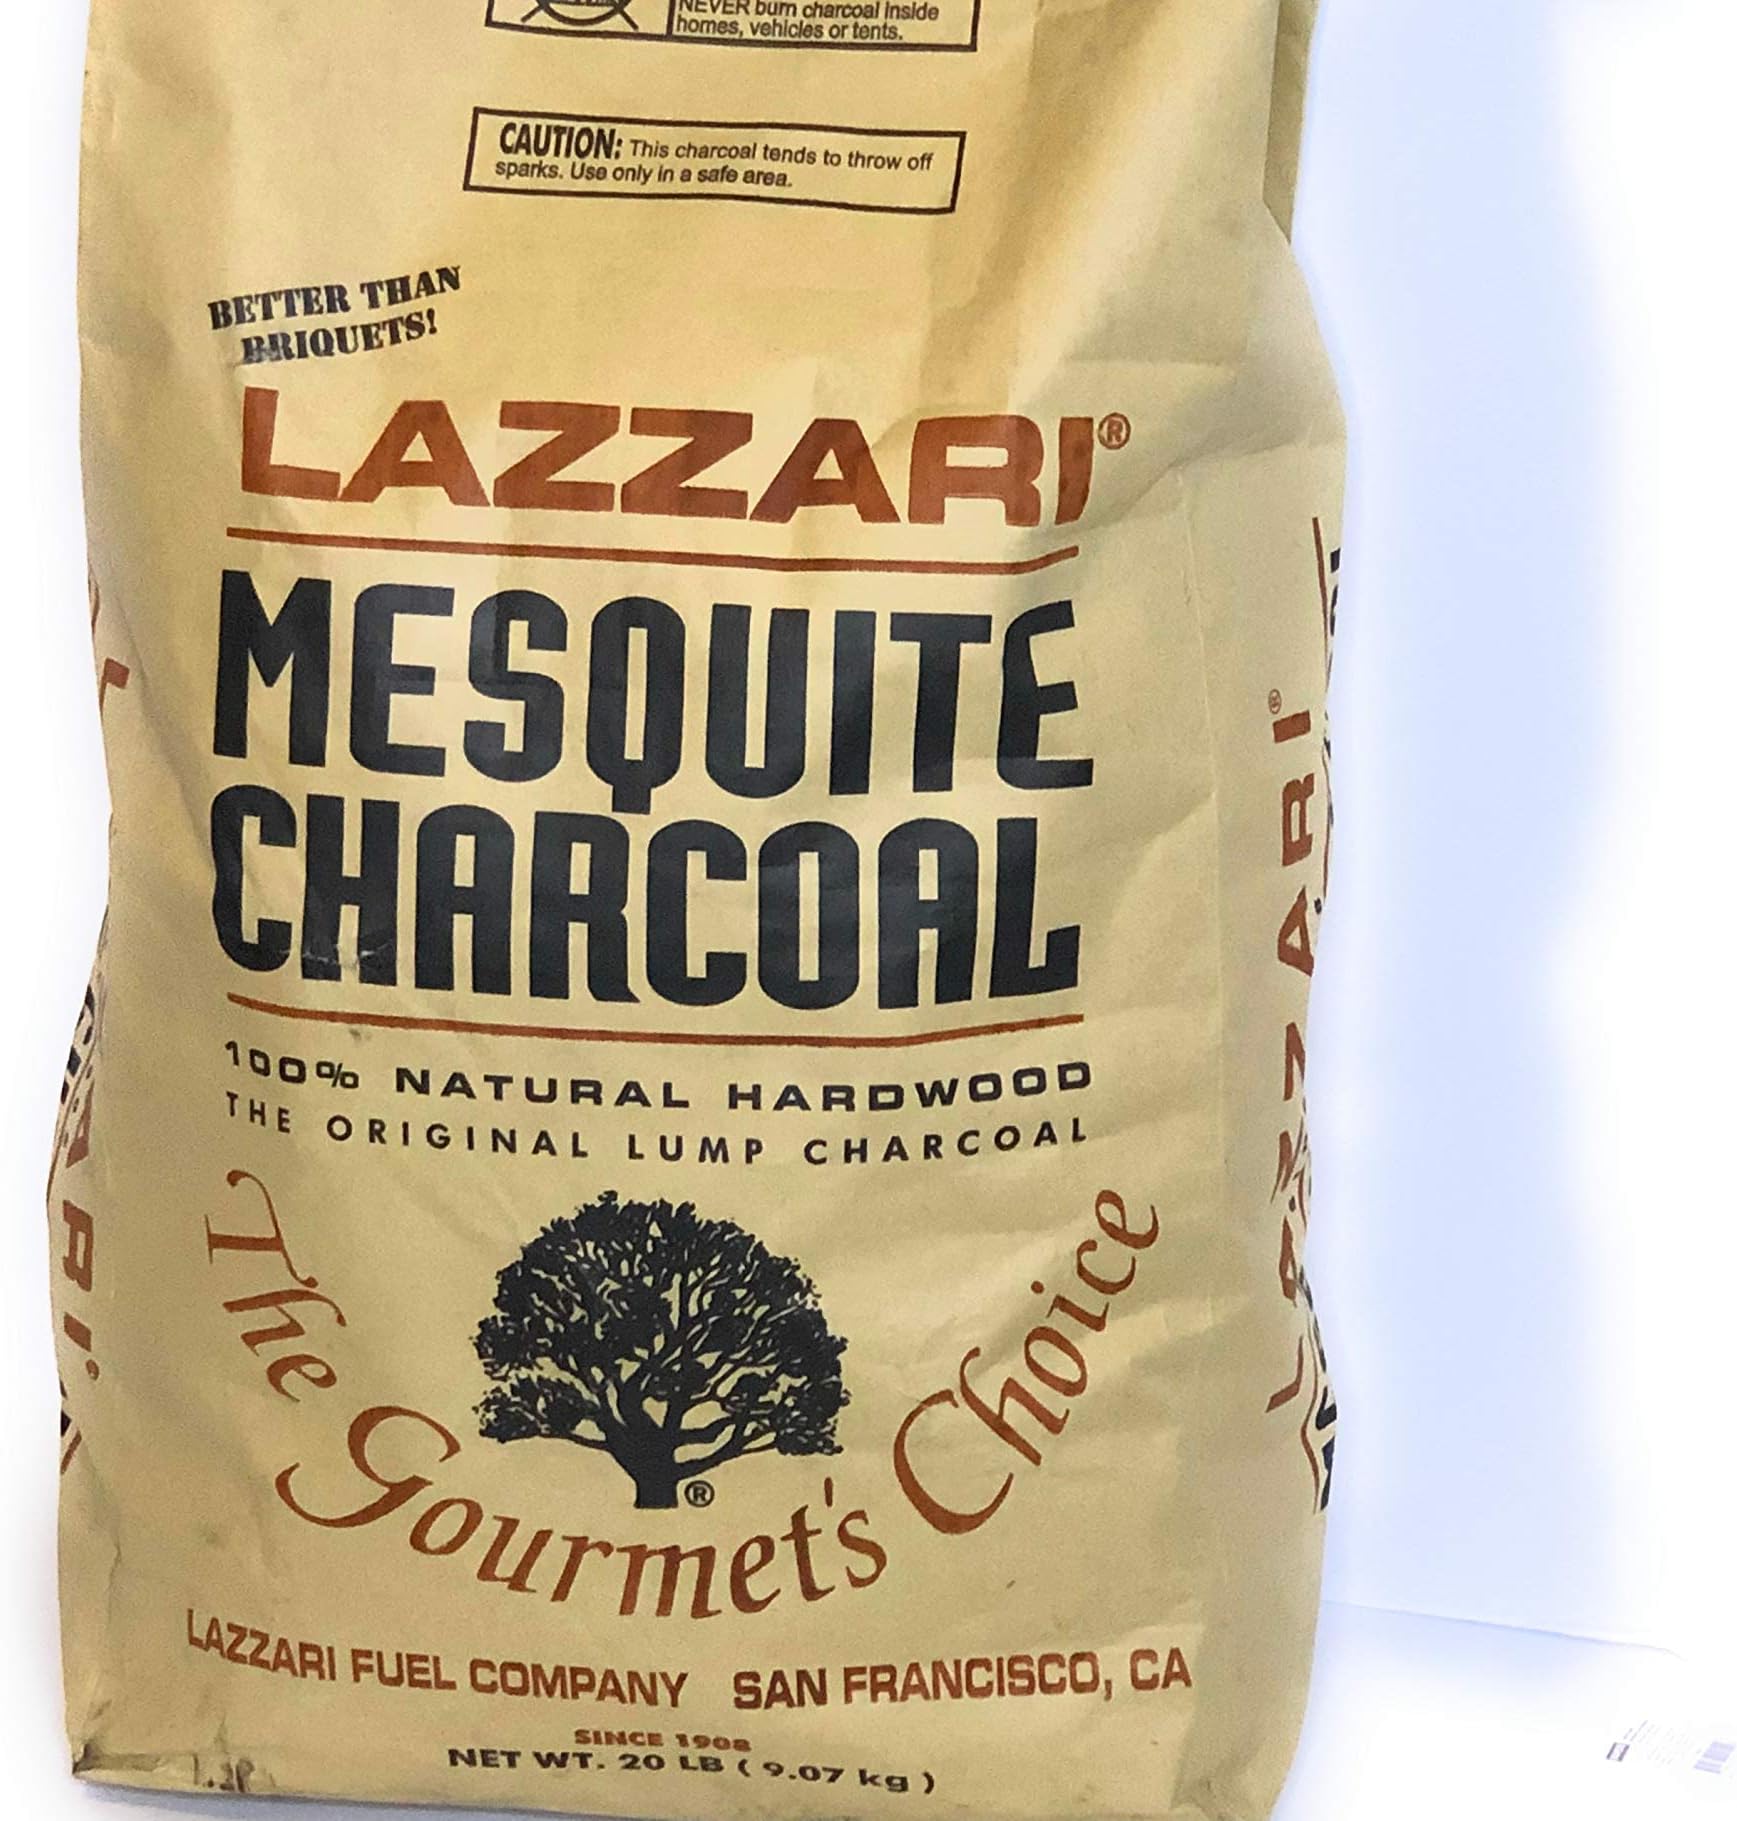 NEVER burn charcoal inside
homes, vehicles or tents.
CAUTION: This charcoal tends to throw off
sparks. Use only in a safe area.
BETTER THAN
BRIQUETS!
LAZZARI®
MESQUITE
CHARCOAL
100% NATURAL HARDWOOD
THE ORIGINAL LUMP CHARCOAL
®
The Gourmet's Choice
LAZZARI FUEL COMPANY SAN FRANCISCO, CA
SINCE 1908
NET WT. 20 LB ( 9.07 kg )
LAZZARI®